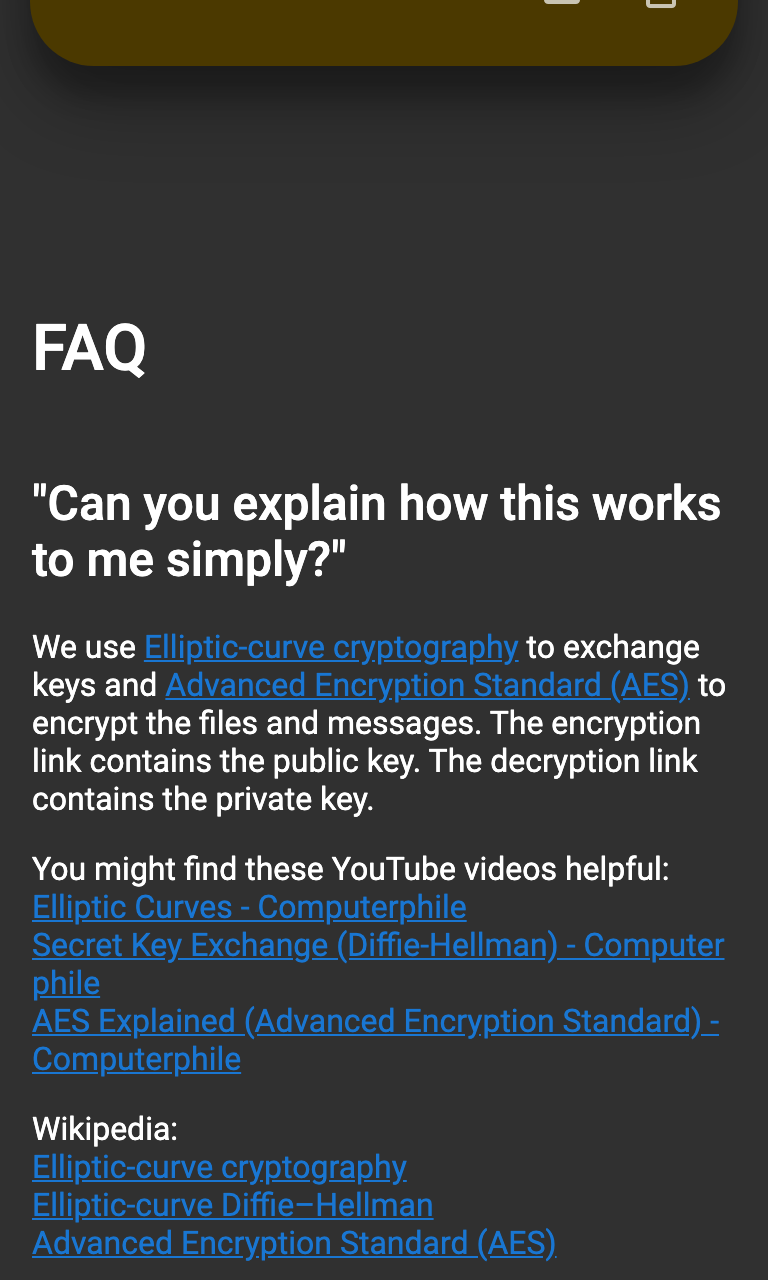 FAQ
"Can you explain how this works
to me simply?"
We use Elliptic-curve cryptography to exchange
keys and Advanced Encryption Standard (AES) to
encrypt the files and messages. The encryption
link contains the public key. The decryption link
contains the private key.
You might find these YouTube videos helpful:
Elliptic Curves - Computerphile
Secret Key Exchange (Diffie-Hellman) - Computer
phile
AES Explained (Advanced Encryption Standard) -
Computerphile
Wikipedia:
Elliptic-curve cryptography
Elliptic-curve Diffie–Hellman
Advanced Encryption Standard (AES)